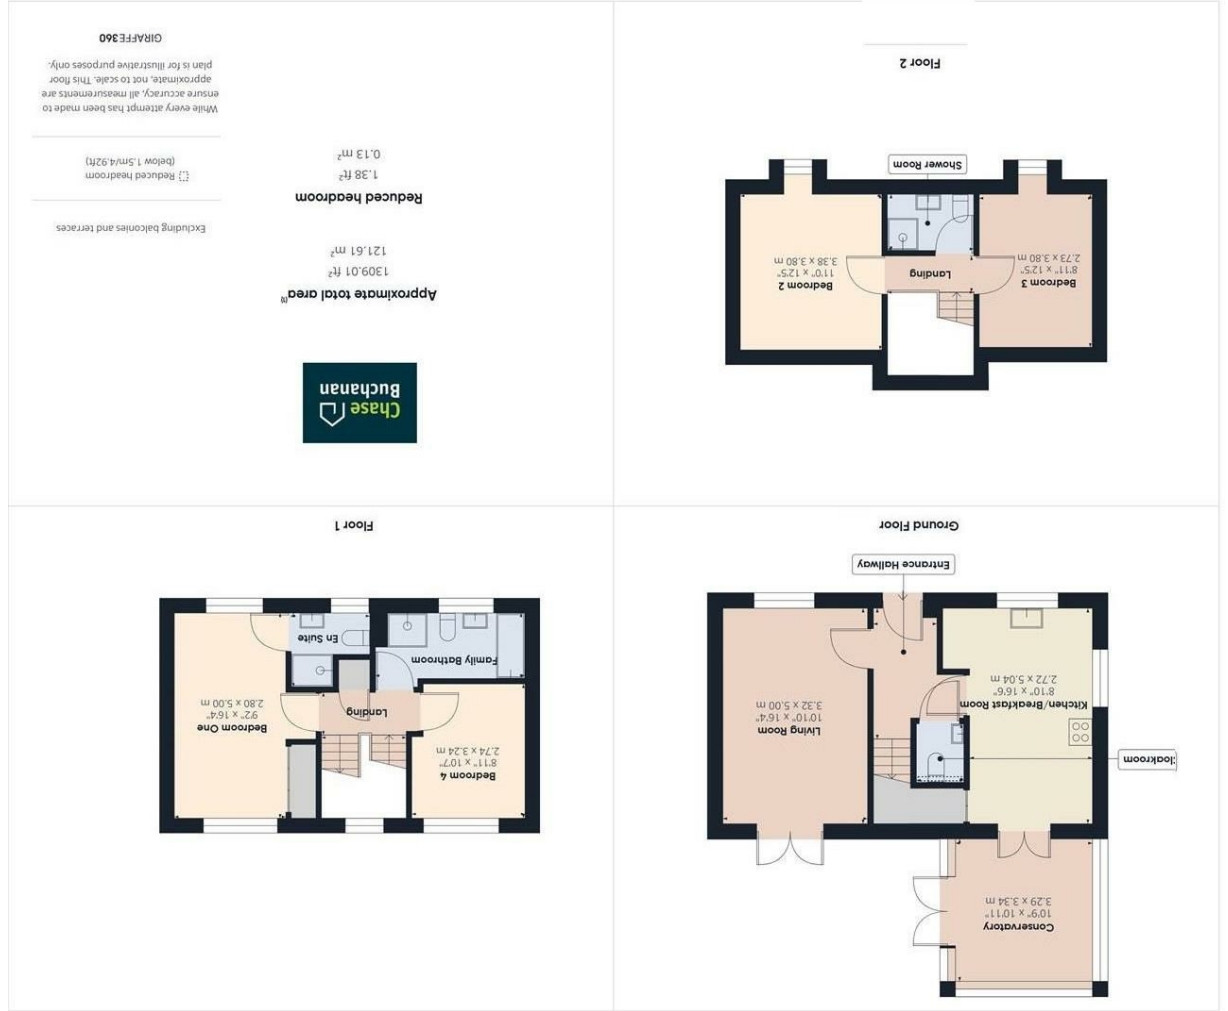 Conservatory
10'9" x 10'11"
3.29 x 3.34 m
Cloakroom
Kitchen/Breakfast Room
8'10" x 16'6"
2.72 x 5.04 m
Living Room
10'10" x 16'4"
3.32 x 5.00 m
Entrance Hallway
Ground Floor
Bedroom 4
8'11" x 10'7"
2.74 x 3.24 m
Landing
Bedroom One
9'2" x 16'4"
2.80 x 5.00 m
Family Bathroom
En Suite
Floor 1
Bedroom 3
8'11" x 12'5"
2.73 x 3.80 m
Landing
Bedroom 2
11'0" x 12'5"
3.38 x 3.80 m
Shower Room
Floor 2
Chase
Buchanan
Approximate total area(1)
1309.01 ft²
121.61 m²
Reduced headroom
1.38 ft²
0.13 m²
Excluding balconies and terraces
Reduced headroom
(below 1.5m/4.92ft)
While every attempt has been made to
ensure accuracy, all measurements are
approximate, not to scale. This floor
plan is for illustrative purposes only.
GIRAFFE360